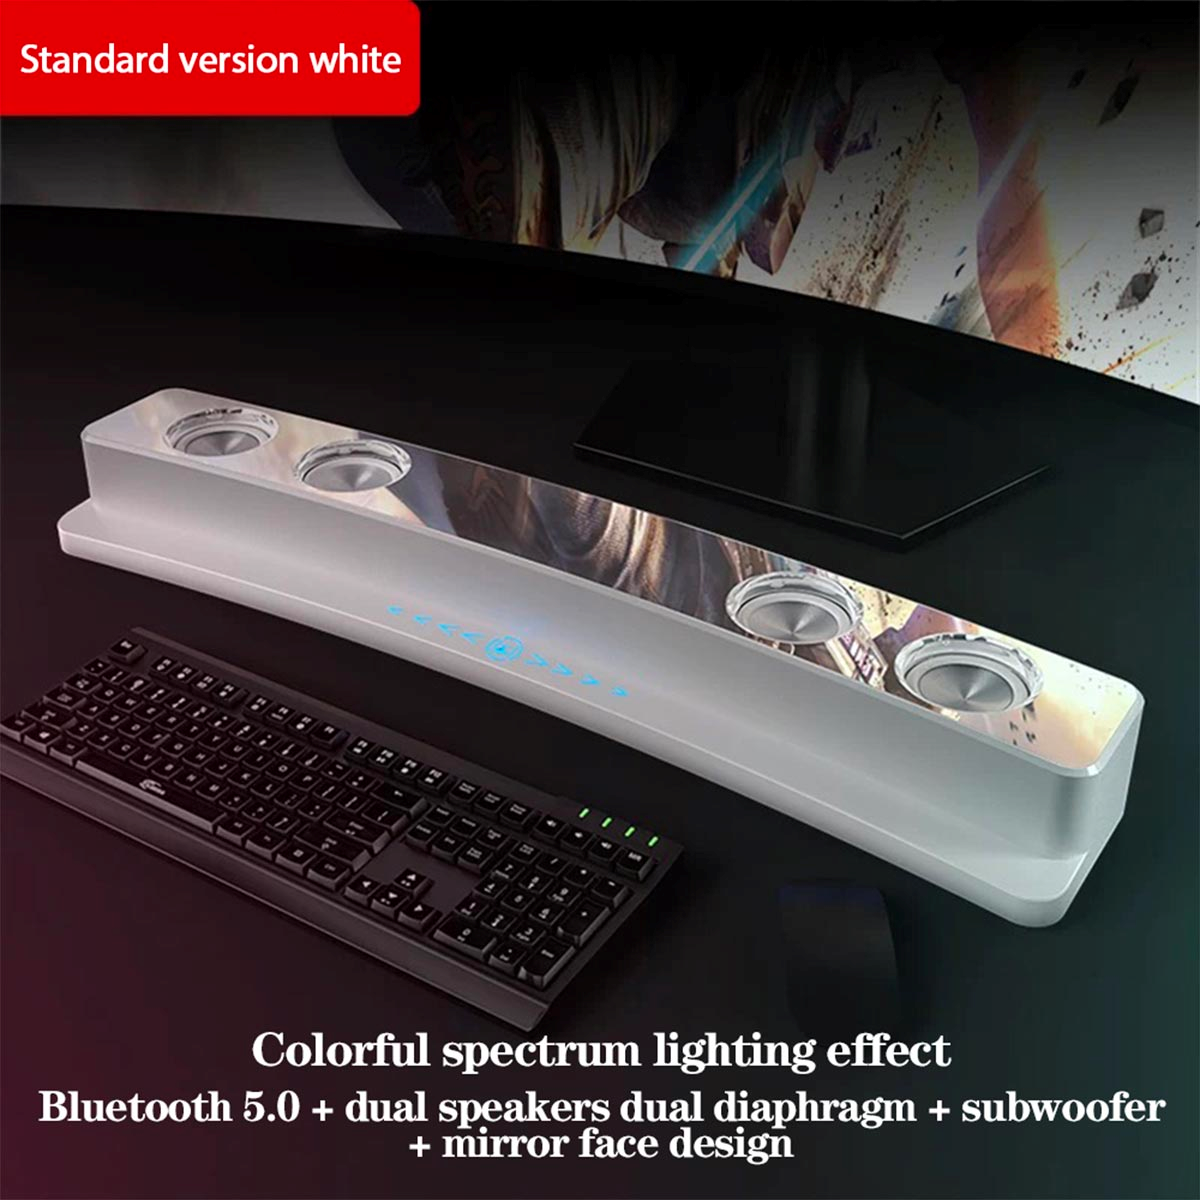 Standard version white
Colorful spectrum lighting effect
Bluetooth 5.0 + dual speakers dual diaphragm + subwoofer
+ mirror face design